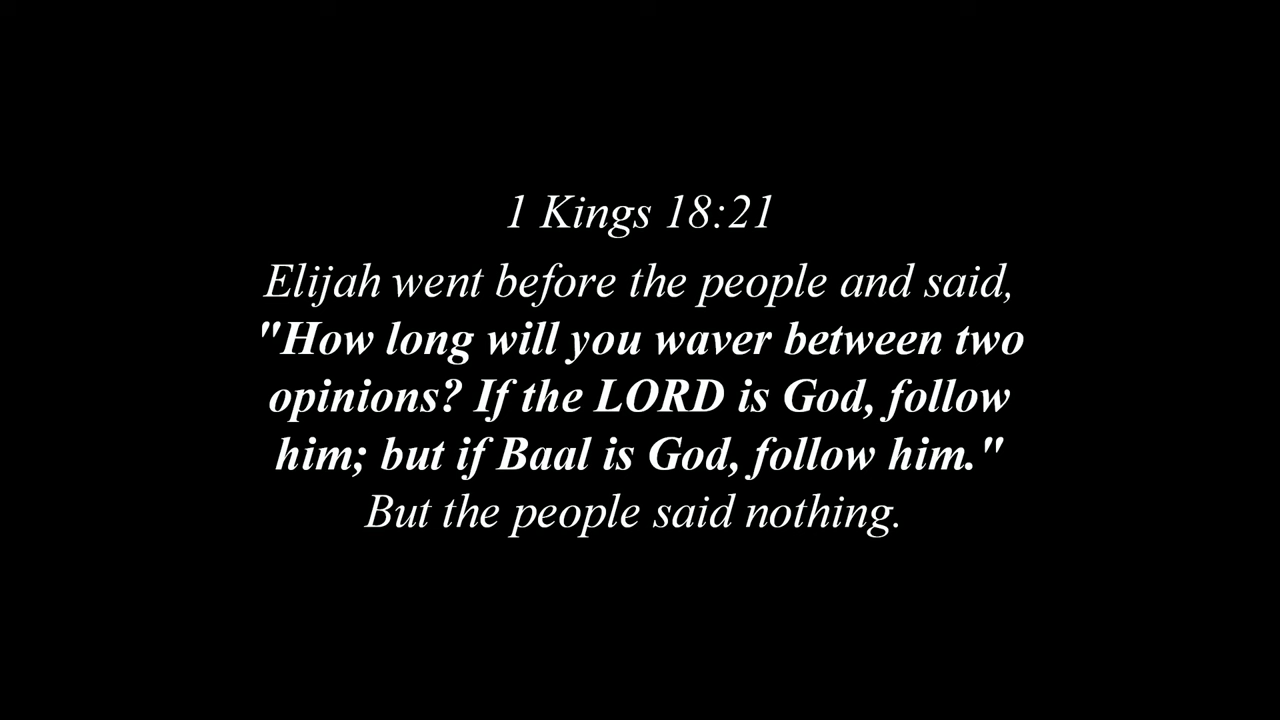 1 Kings 18:21
Elijah went before the people and said,
"How long will you waver between two
opinions? If the LORD is God, follow
him; but if Baal is God, follow him."
But the people said nothing.